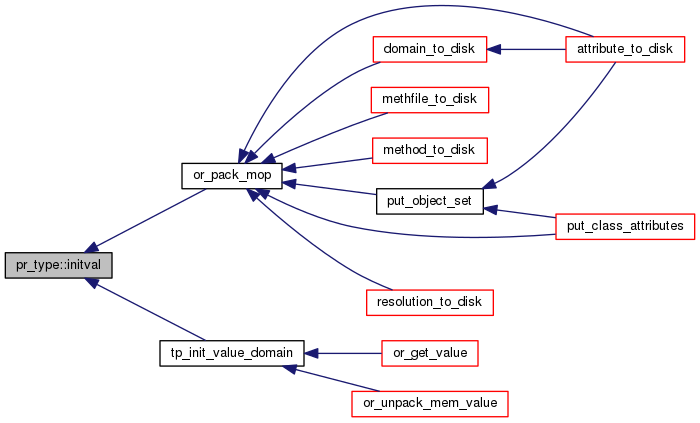 domain_to_disk
attribute_to_disk
methfile_to_disk
method_to_disk
or_pack_mop
put_object_set
put_class_attributes
pr_type::initval
resolution_to_disk
tp_init_value_domain
or_get_value
or_unpack_mem_value